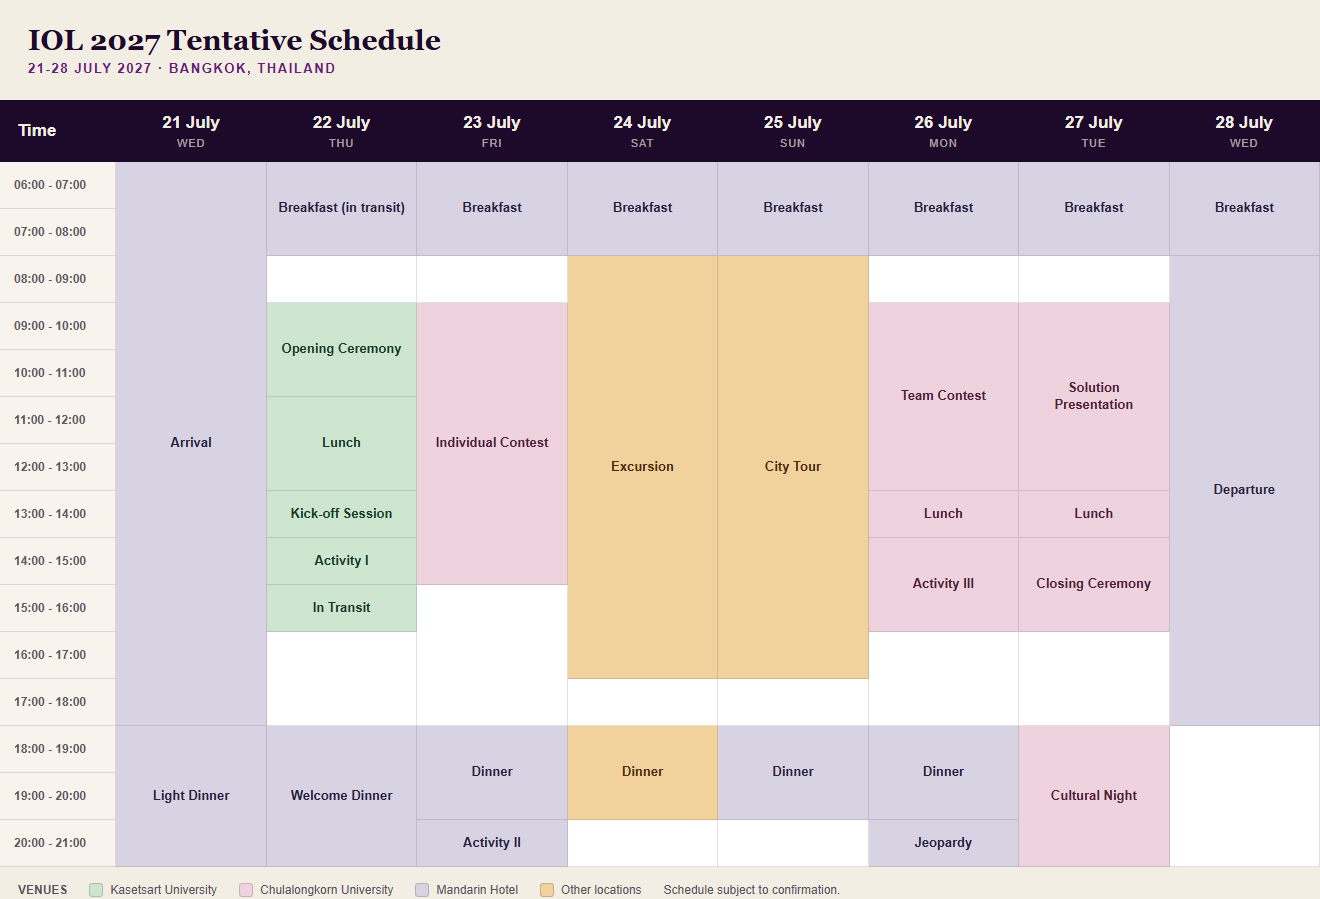 IOL 2027 Tentative Schedule
21-28 JULY 2027 · BANGKOK, THAILAND
Time
21 July
WED
22 July
THU
23 July
FRI
24 July
SAT
25 July
SUN
26 July
MON
27 July
TUE
28 July
WED
06:00 - 07:00
07:00 - 08:00
08:00 - 09:00
09:00 - 10:00
10:00 - 11:00
11:00 - 12:00
12:00 - 13:00
13:00 - 14:00
14:00 - 15:00
15:00 - 16:00
16:00 - 17:00
17:00 - 18:00
18:00 - 19:00
19:00 - 20:00
20:00 - 21:00
Arrival
Light Dinner
Breakfast (in transit)
Opening Ceremony
Lunch
Kick-off Session
Activity I
In Transit
Welcome Dinner
Breakfast
Individual Contest
Dinner
Activity II
Breakfast
Excursion
Dinner
Breakfast
City Tour
Dinner
Breakfast
Team Contest
Lunch
Activity III
Dinner
Jeopardy
Breakfast
Solution
Presentation
Lunch
Closing Ceremony
Cultural Night
Breakfast
Departure
VENUES
Kasetsart University
Chulalongkorn University
Mandarin Hotel
Other locations
Schedule subject to confirmation.